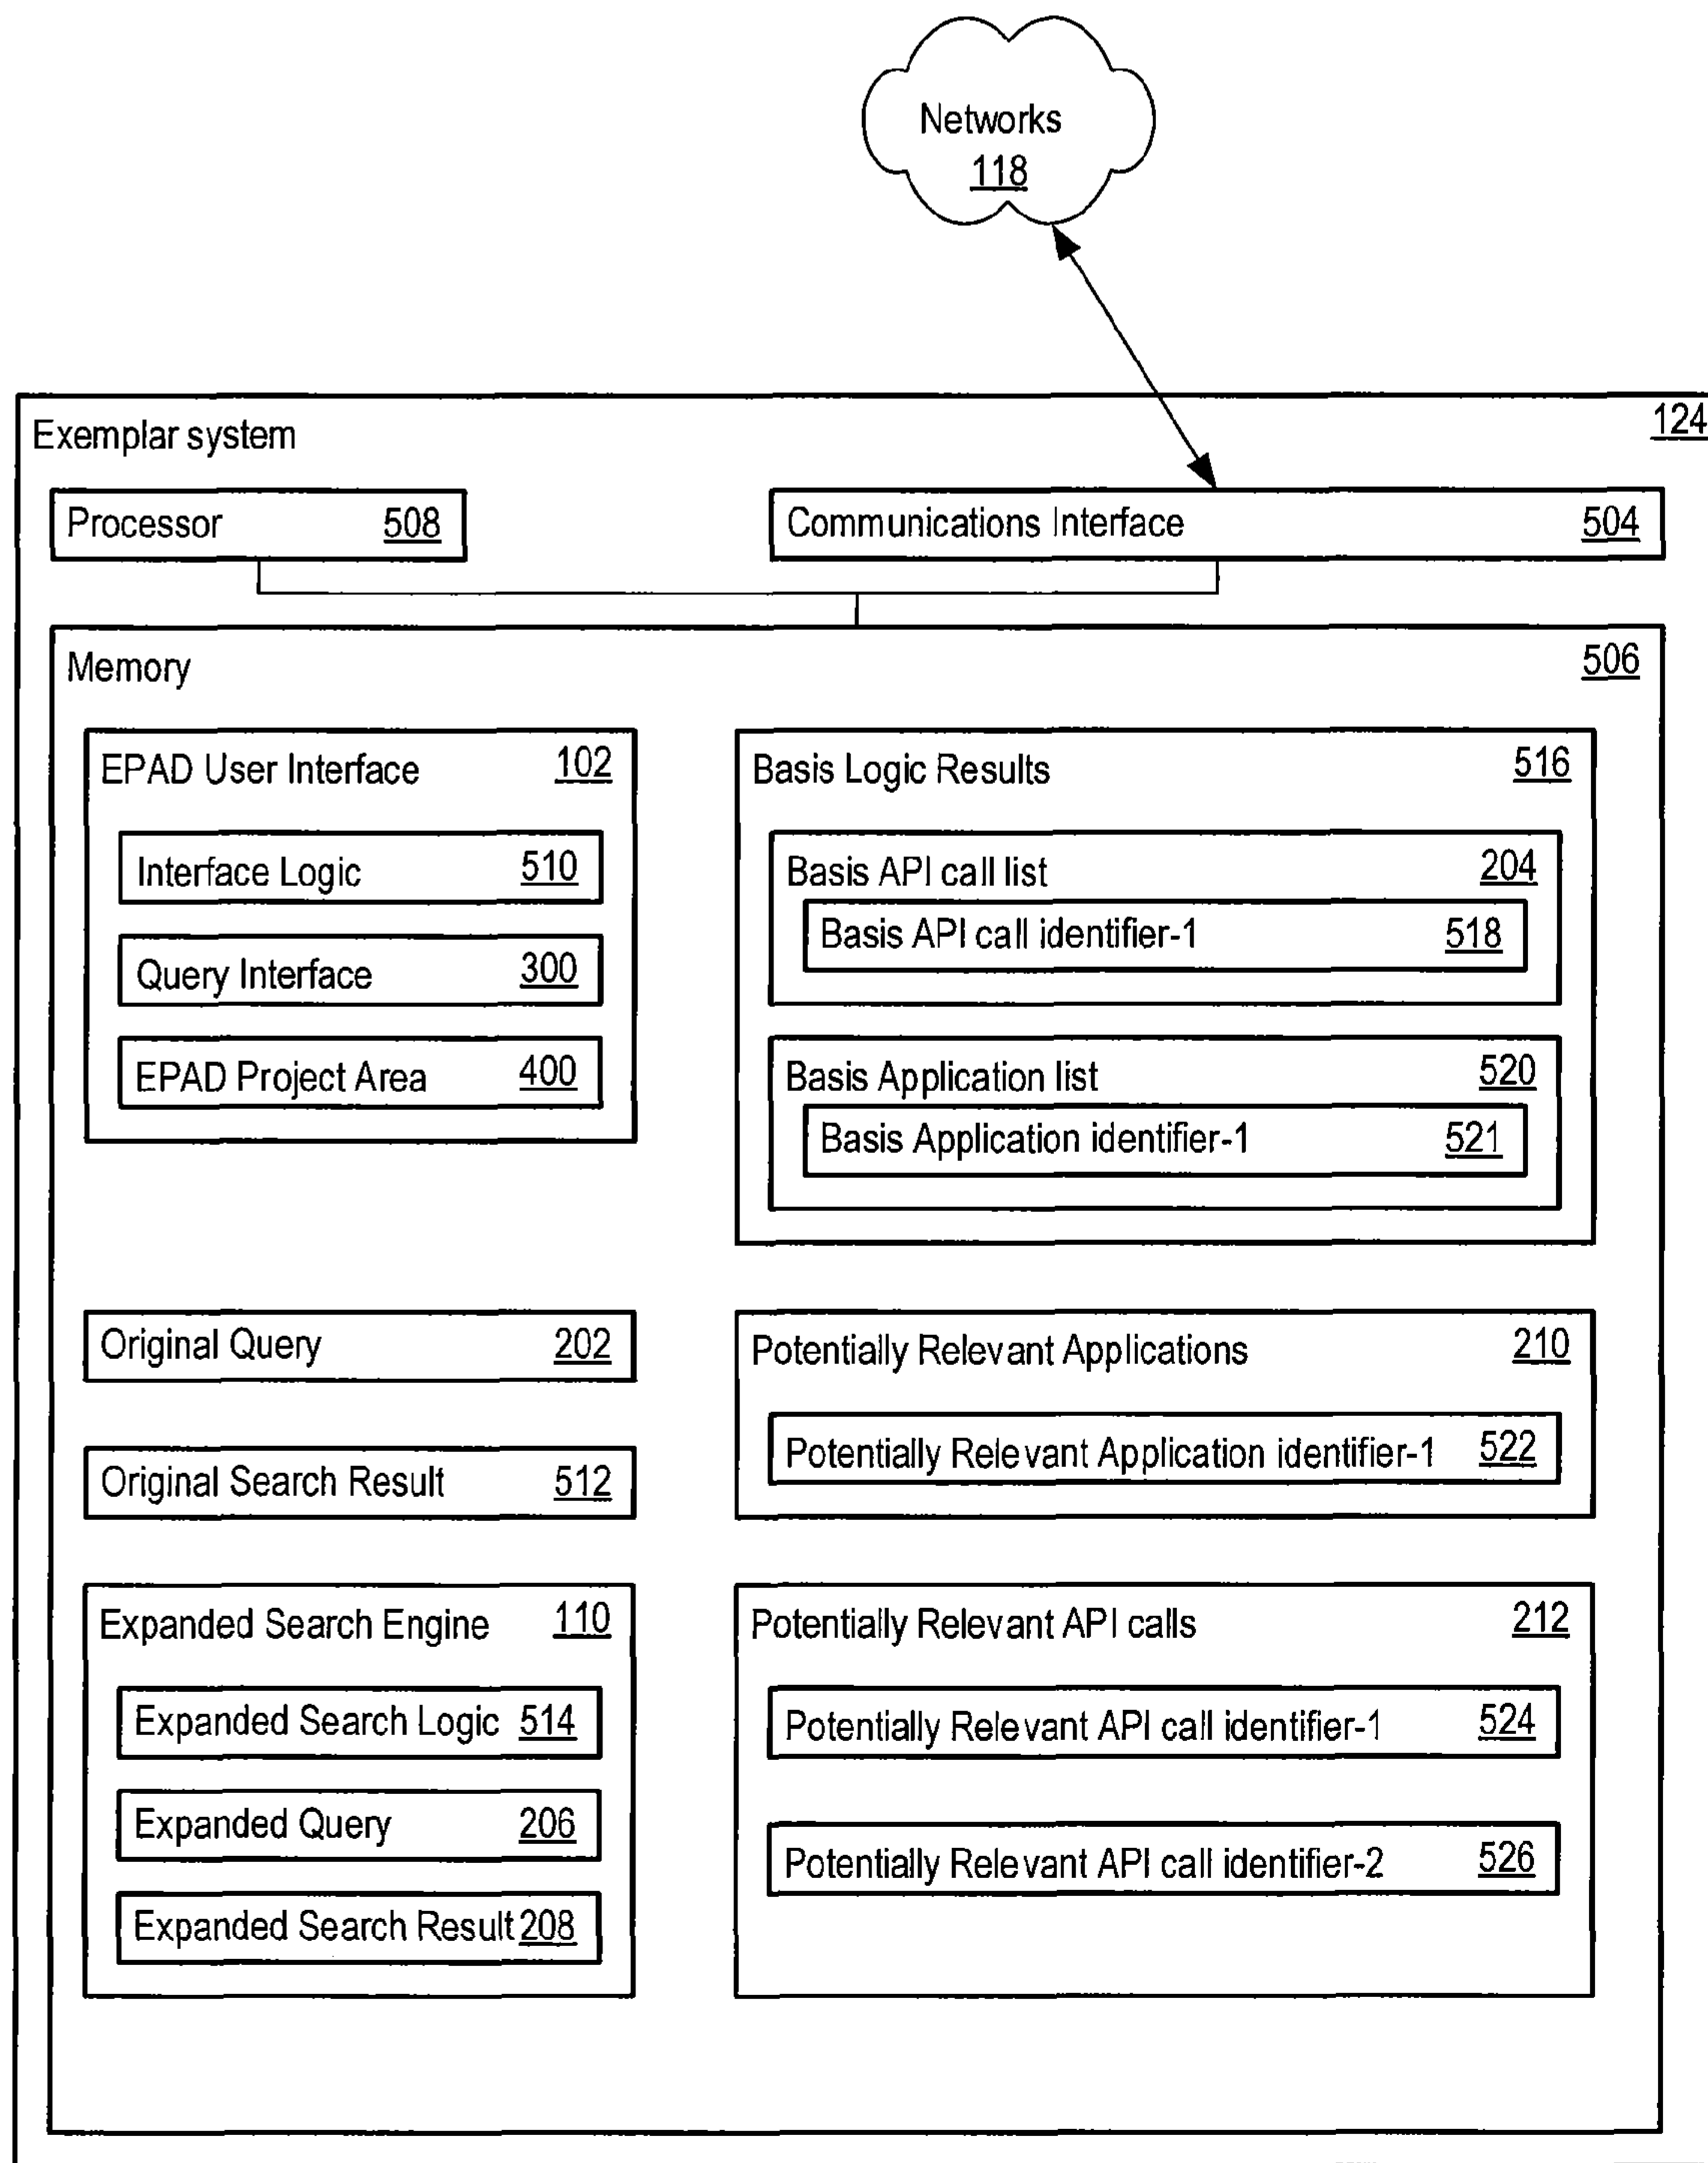 Networks
118
Exemplar system 124
Processor 508
Communications Interface 504
Memory 506
EPAD User Interface 102
Interface Logic 510
Query Interface 300
EPAD Project Area 400
Basis Logic Results 516
Basis API call list 204
Basis API call identifier-1 518
Basis Application list 520
Basis Application identifier-1 521
Original Query 202
Original Search Result 512
Potentially Relevant Applications 210
Potentially Relevant Application identifier-1 522
Expanded Search Engine 110
Expanded Search Logic 514
Expanded Query 206
Expanded Search Result 208
Potentially Relevant API calls 212
Potentially Relevant API call identifier-1 524
Potentially Relevant API call identifier-2 526